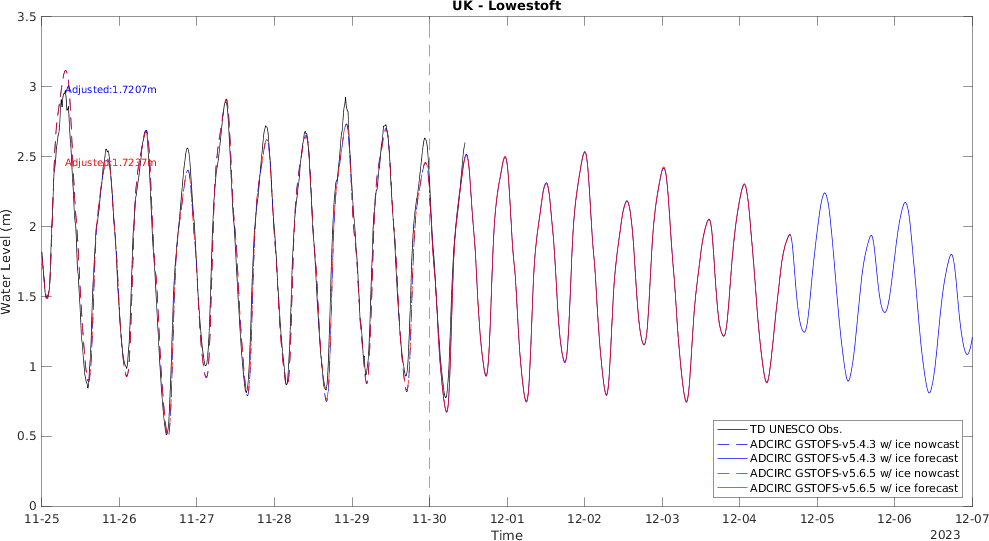 UK - Lowestoft
3.5
3
2.5
2
1.5
1
0.5
0
Water Level (m)
Adjusted:1.7207m
Adjusted:1.7237m
TD UNESCO Obs.
ADCIRC GSTOFS-v5.4.3 w/ ice nowcast
ADCIRC GSTOFS-v5.4.3 w/ ice forecast
ADCIRC GSTOFS-v5.6.5 w/ ice nowcast
ADCIRC GSTOFS-v5.6.5 w/ ice forecast
11-25 11-26 11-27 11-28 11-29 11-30 12-01 12-02 12-03 12-04 12-05 12-06 12-07
Time
2023